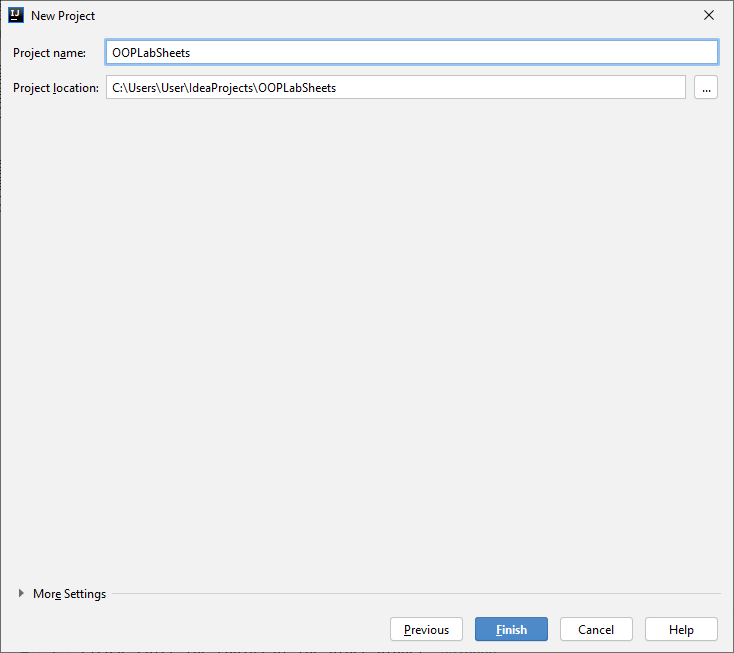 IJ New Project
Project name: OOPLabSheets
Project location: C:\Users\User\IdeaProjects\OOPLabSheets ...
More Settings
Previous Finish Cancel Help